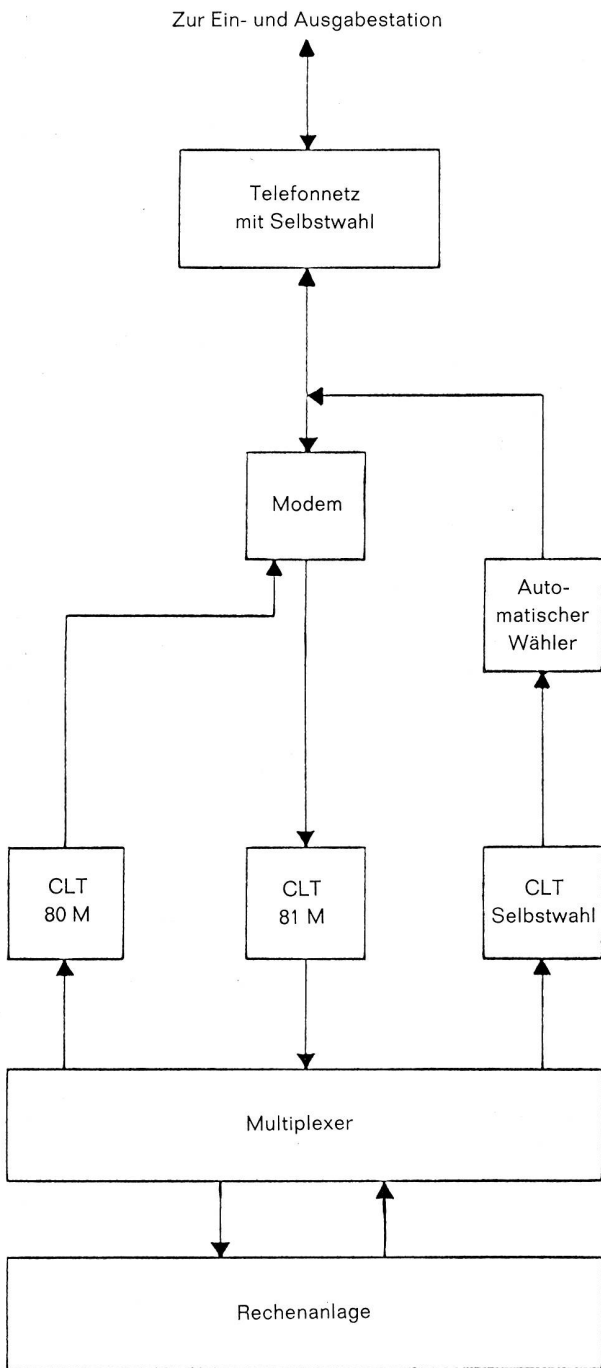 Zur Ein- und Ausgabestation
Telefonnetz
mit Selbstwahl
Modem
Auto-
matischer
Wähler
CLT
80 M
CLT
81 M
CLT
Selbstwahl
Multiplexer
Rechenanlage